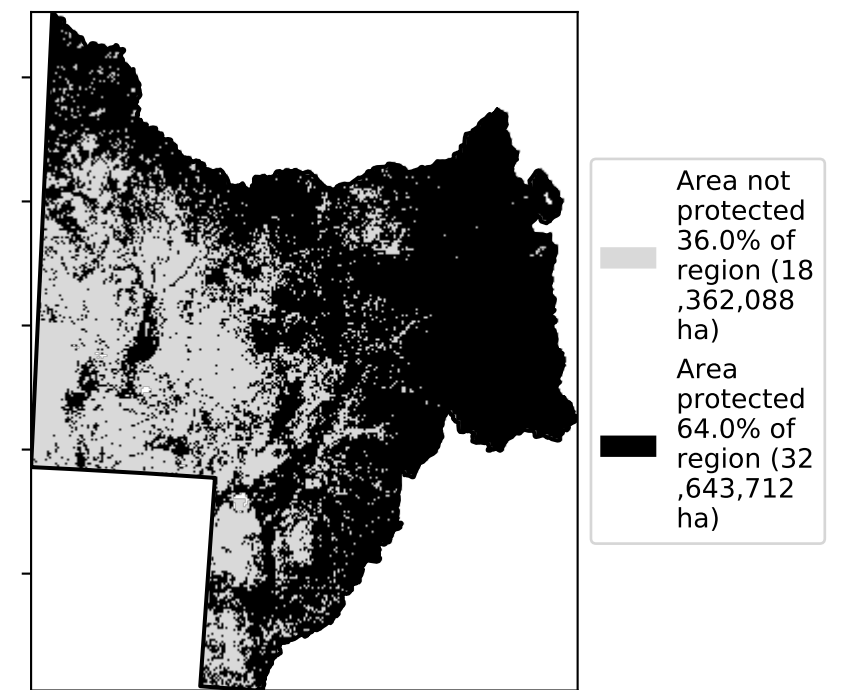 Area not
protected
36.0% of
region (18
,362,088
ha)
Area
protected
64.0% of
region (32
,643,712
ha)